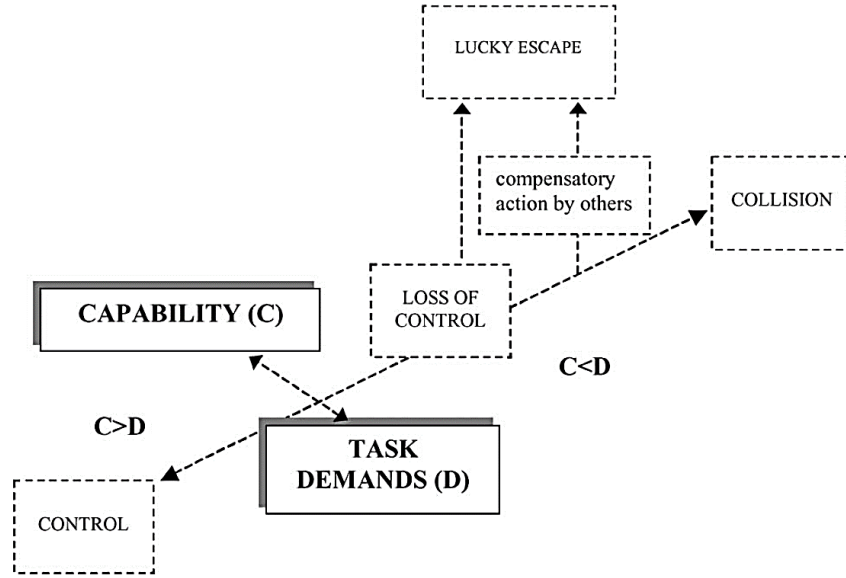 LUCKY ESCAPE
compensatory
action by others
COLLISION
LOSS OF
CONTROL
CAPABILITY (C)
C<D
C>D
TASK
DEMANDS (D)
CONTROL